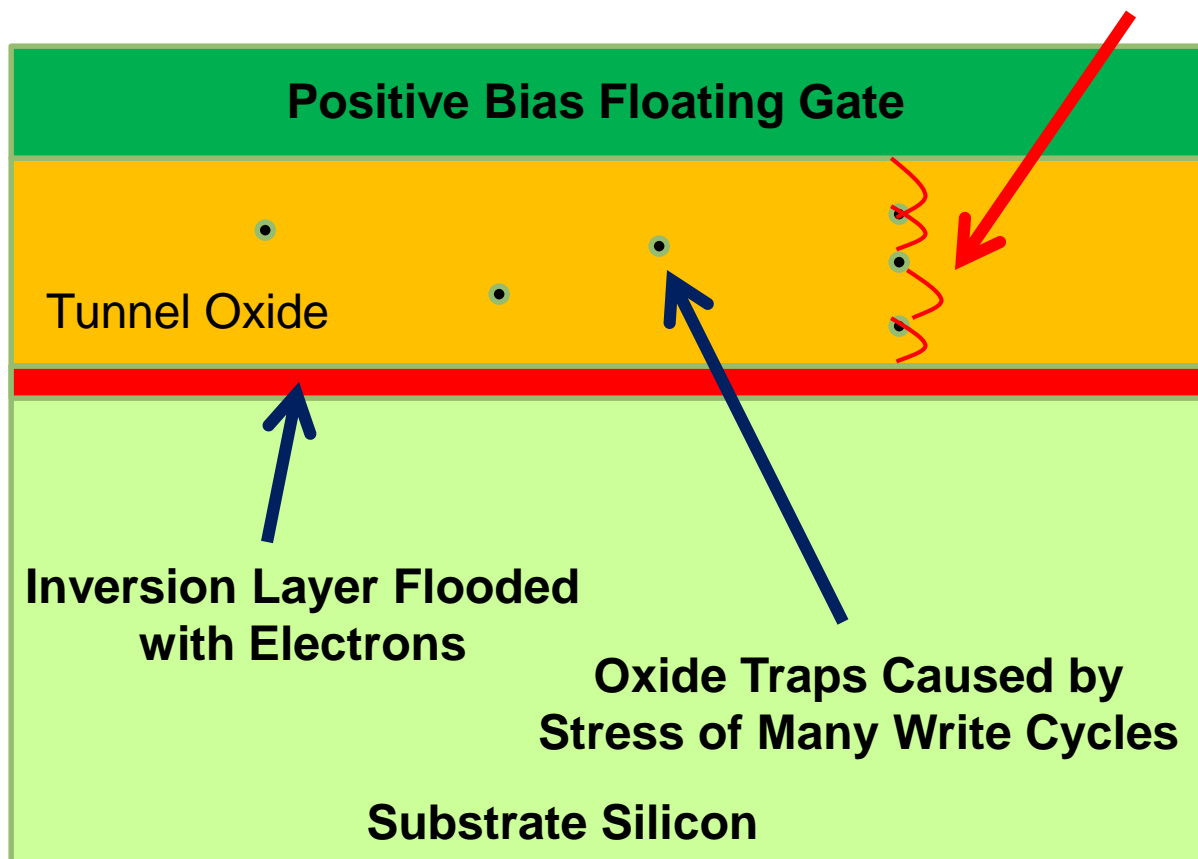 Positive Bias Floating Gate
Tunnel Oxide
Inversion Layer Flooded
with Electrons
Oxide Traps Caused by
Stress of Many Write Cycles
Substrate Silicon